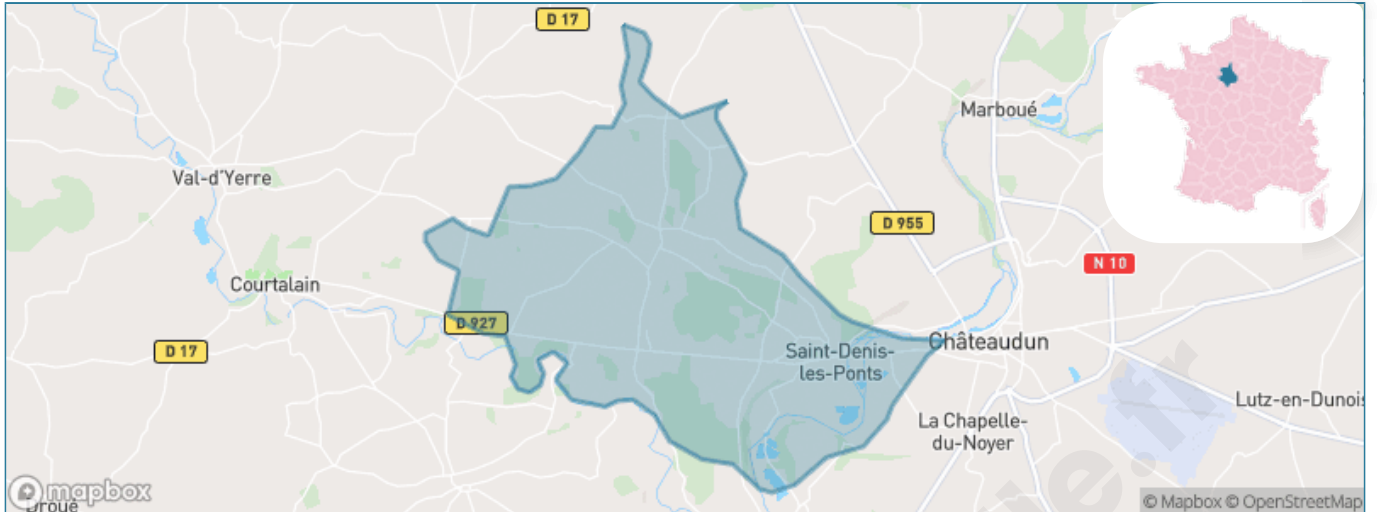 D 17
Marboué
Val-d'Yerre
D 955
N 10
Courtalain
D 927
D 17
Châteaudun
Saint-Denis-
les-Ponts
Lutz-en-Dunois
La Chapelle-
du-Noyer
mapbox
Droué
© Mapbox © OpenStreetMap